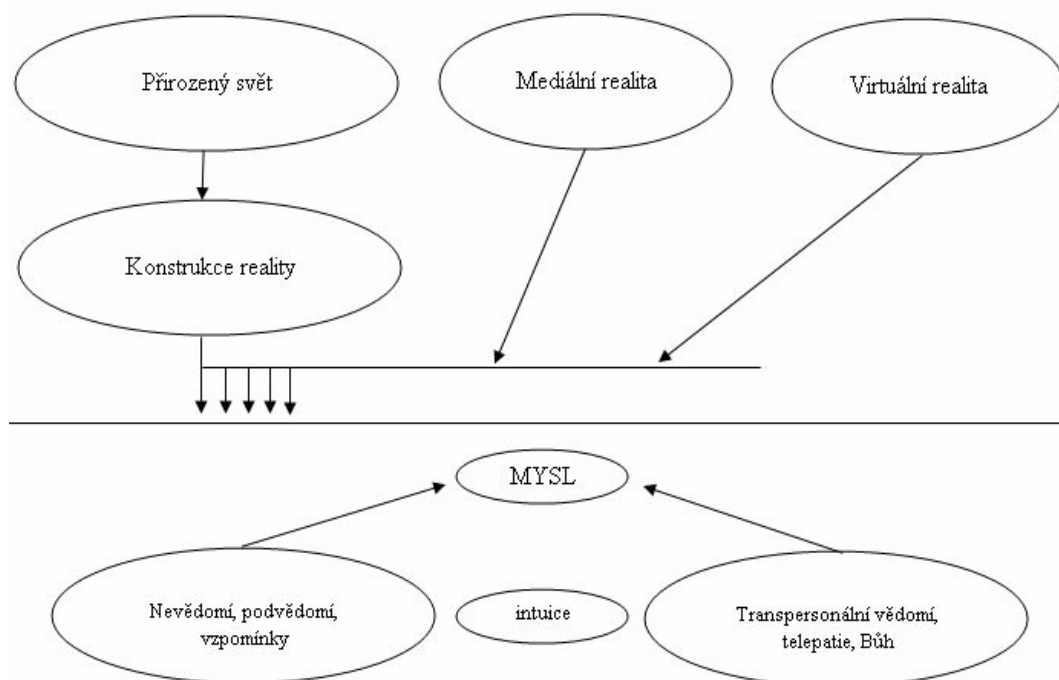 Přirozený svět
Mediální realita
Virtuální realita
Konstrukce reality
MYSL
Nevědomí, podvědomí,
vzpomínky
intuice
Transpersonální vědomí,
telepatie, Bůh